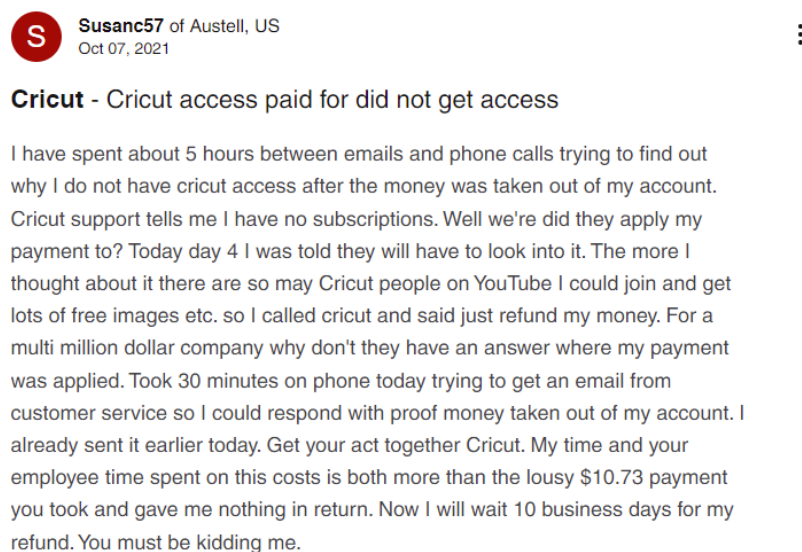 S
Susanc57 of Austell, US
Oct 07, 2021
Cricut - Cricut access paid for did not get access
I have spent about 5 hours between emails and phone calls trying to find out
why I do not have cricut access after the money was taken out of my account.
Cricut support tells me I have no subscriptions. Well we're did they apply my
payment to? Today day 4 I was told they will have to look into it. The more I
thought about it there are so may Cricut people on YouTube I could join and get
lots of free images etc. so I called cricut and said just refund my money. For a
multi million dollar company why don't they have an answer where my payment
was applied. Took 30 minutes on phone today trying to get an email from
customer service so I could respond with proof money taken out of my account. I
already sent it earlier today. Get your act together Cricut. My time and your
employee time spent on this costs is both more than the lousy $10.73 payment
you took and gave me nothing in return. Now I will wait 10 business days for my
refund. You must be kidding me.